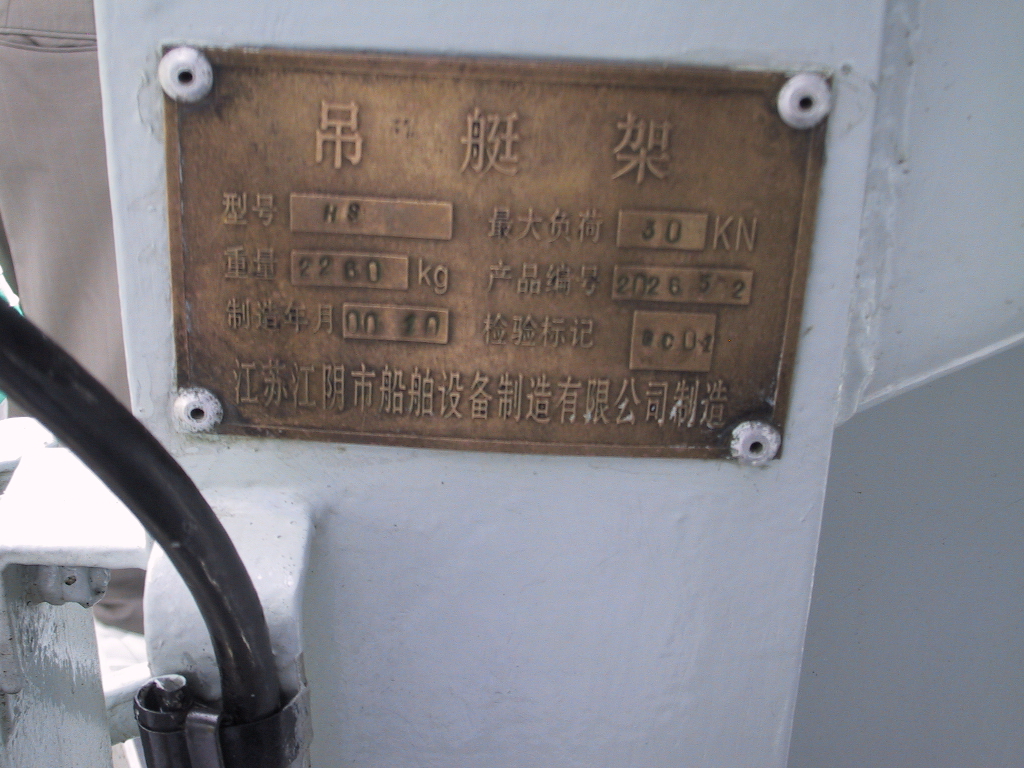 吊艇架
型号 H8 最大负荷 30 KN
重量 2260 kg 产品编号 20265-2
制造年月 00 10 检验标记
江苏江阴市船舶设备制造有限公司制造